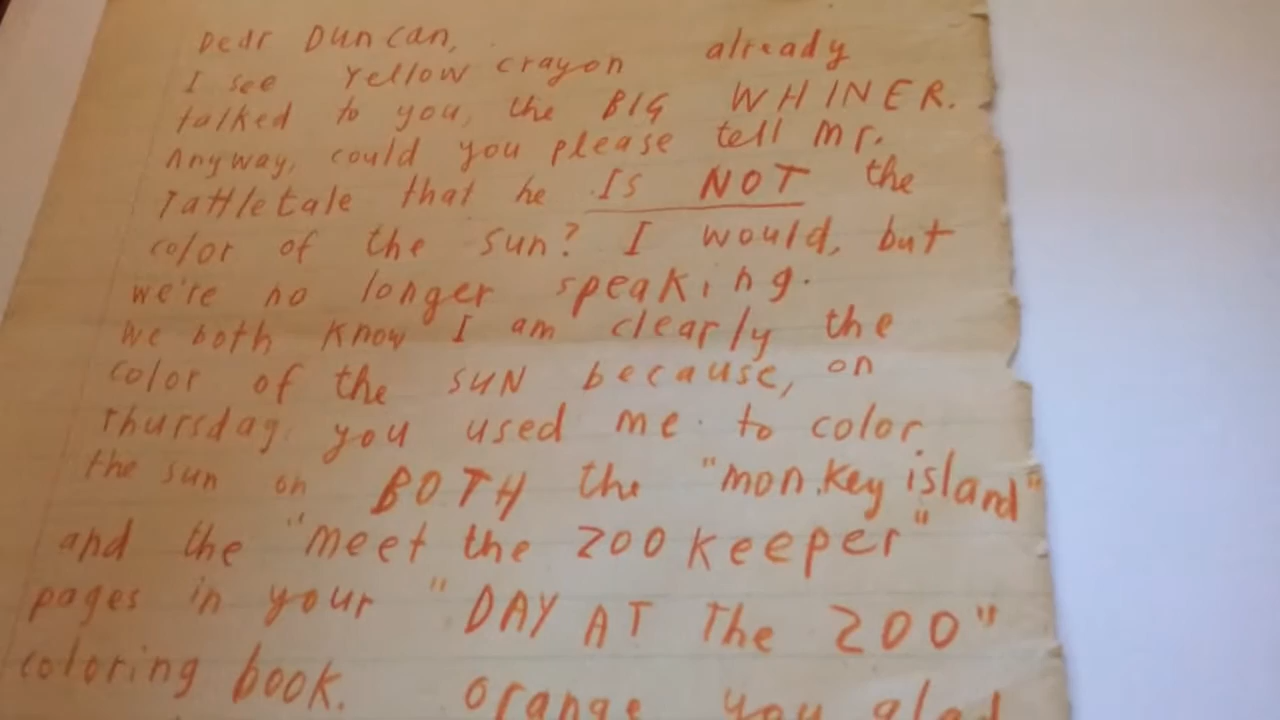 Dear Duncan,
I see Yellow crayon already
talked to you, the BIG WHINER.
Anyway, could you please tell Mr.
Tattletale that he IS NOT the
color of the sun? I would, but
we're no longer speaking.
We both know I am clearly the
color of the SUN because, on
Thursday, you used me to color
the sun on BOTH the "monkey island"
and the "meet the Zookeeper"
pages in your "DAY AT The ZOO"
coloring book. Orange you glad